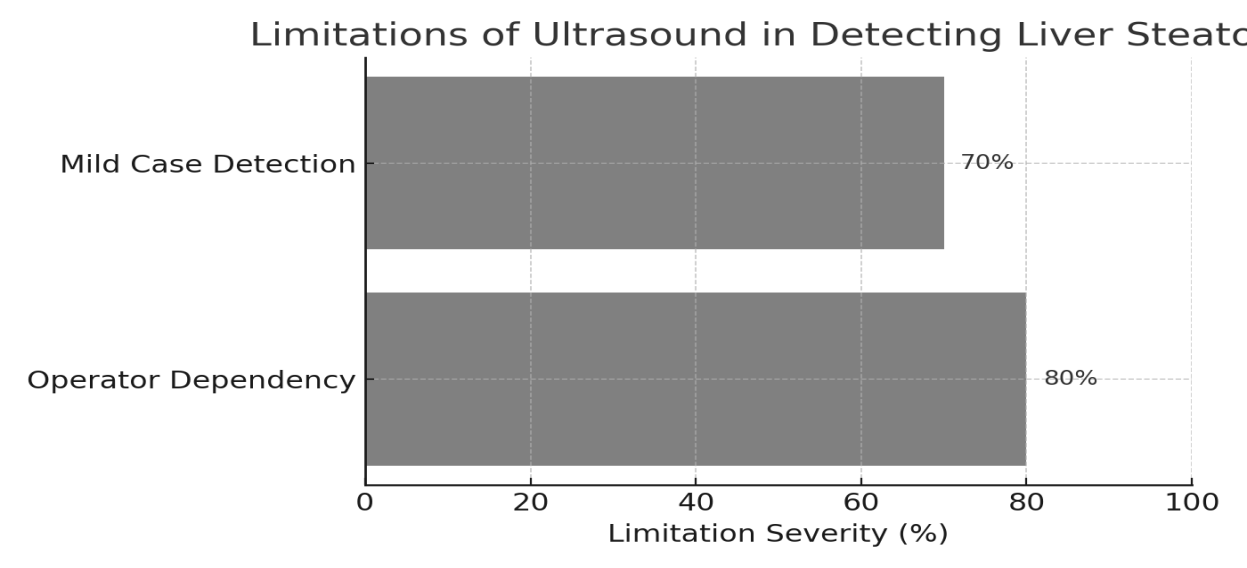 Limitations of Ultrasound in Detecting Liver
Mild Case Detection
70%
Operator Dependency
80%
0 20 40 60 80 100
Limitation Severity (%)